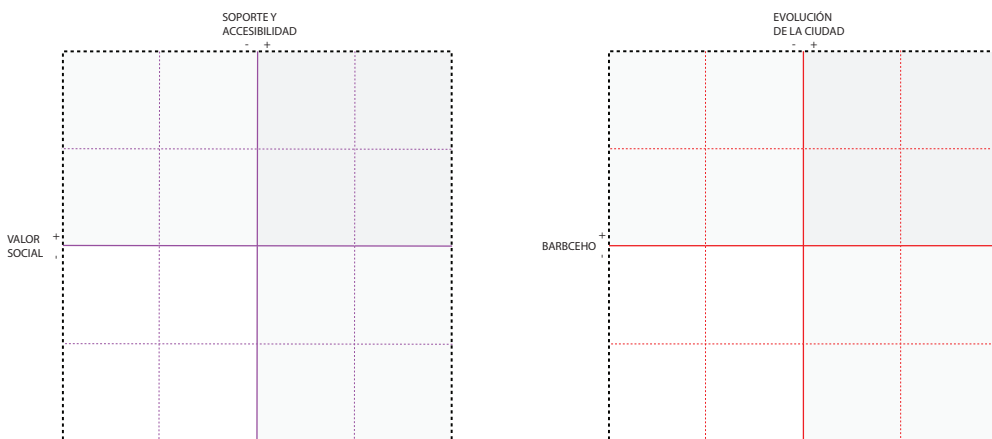 SOPORTE Y
ACCESIBILIDAD
- +
VALOR
SOCIAL
+
-
EVOLUCIÓN
DE LA CIUDAD
- +
BARBCEHO
+
-